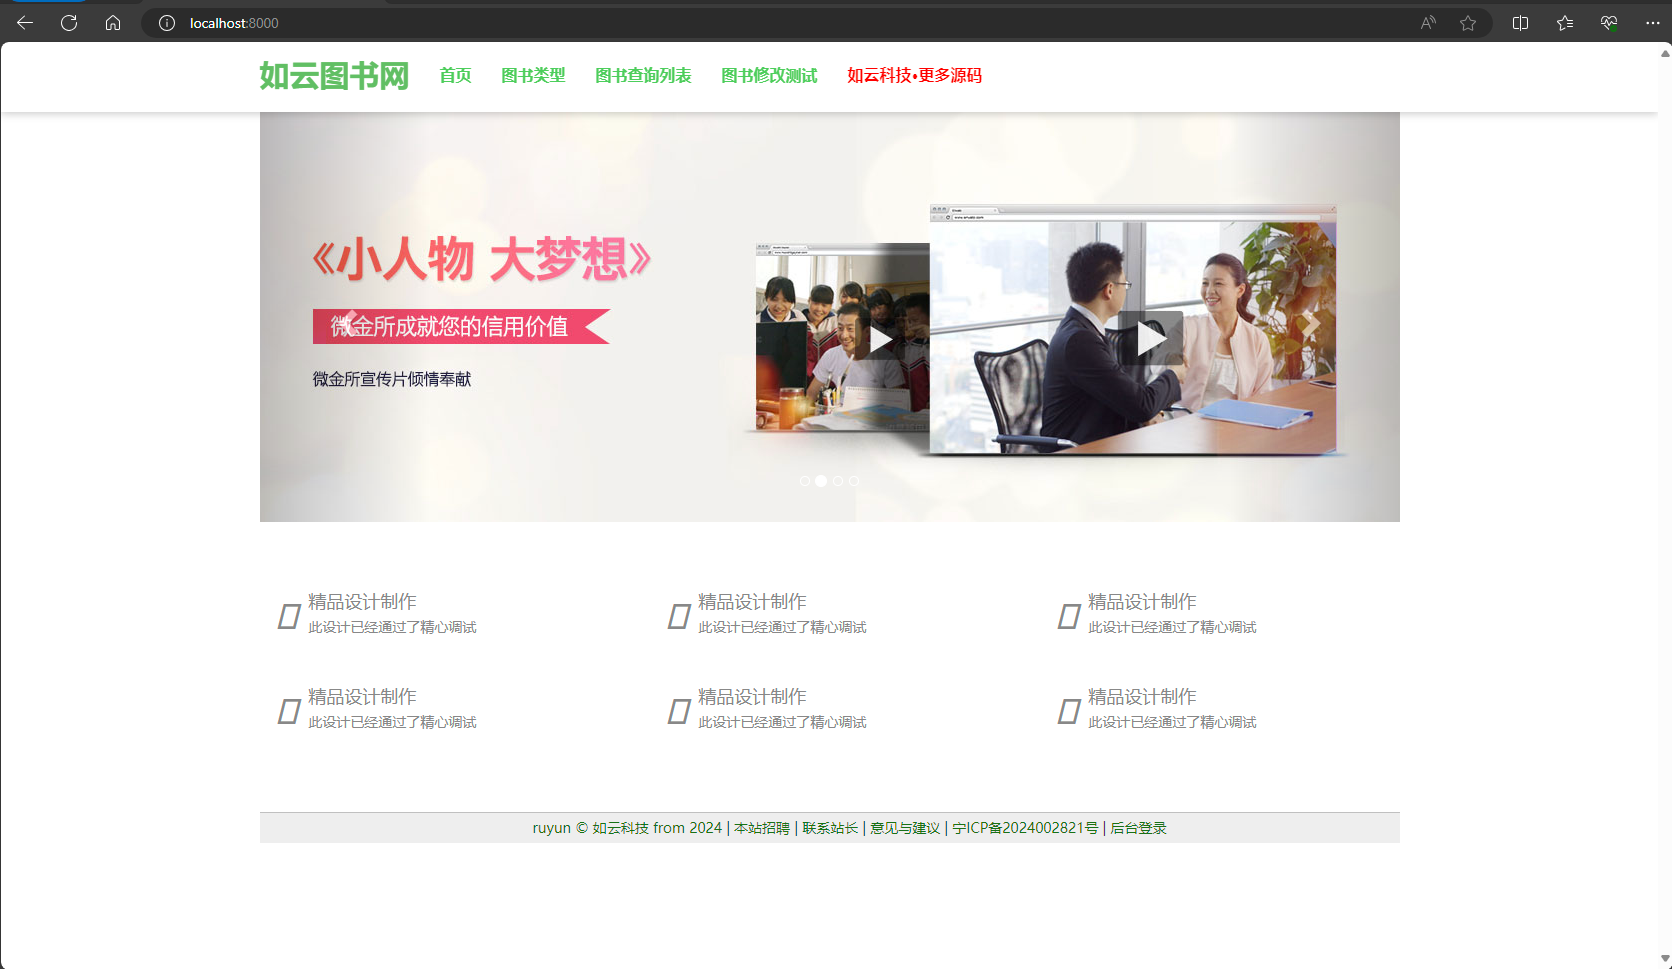 localhost:8000
如云图书网 首页 图书类型 图书查询列表 图书修改测试 如云科技•更多源码
《小人物 大梦想》
微金所成就您的信用价值
微金所宣传片倾情奉献
精品设计制作 精品设计制作 精品设计制作
此设计已经通过了精心调试 此设计已经通过了精心调试 此设计已经通过了精心调试
精品设计制作 精品设计制作 精品设计制作
此设计已经通过了精心调试 此设计已经通过了精心调试 此设计已经通过了精心调试
ruyun © 如云科技 from 2024 | 本站招聘 | 联系站长 | 意见与建议 | 宁ICP备2024002821号 | 后台登录